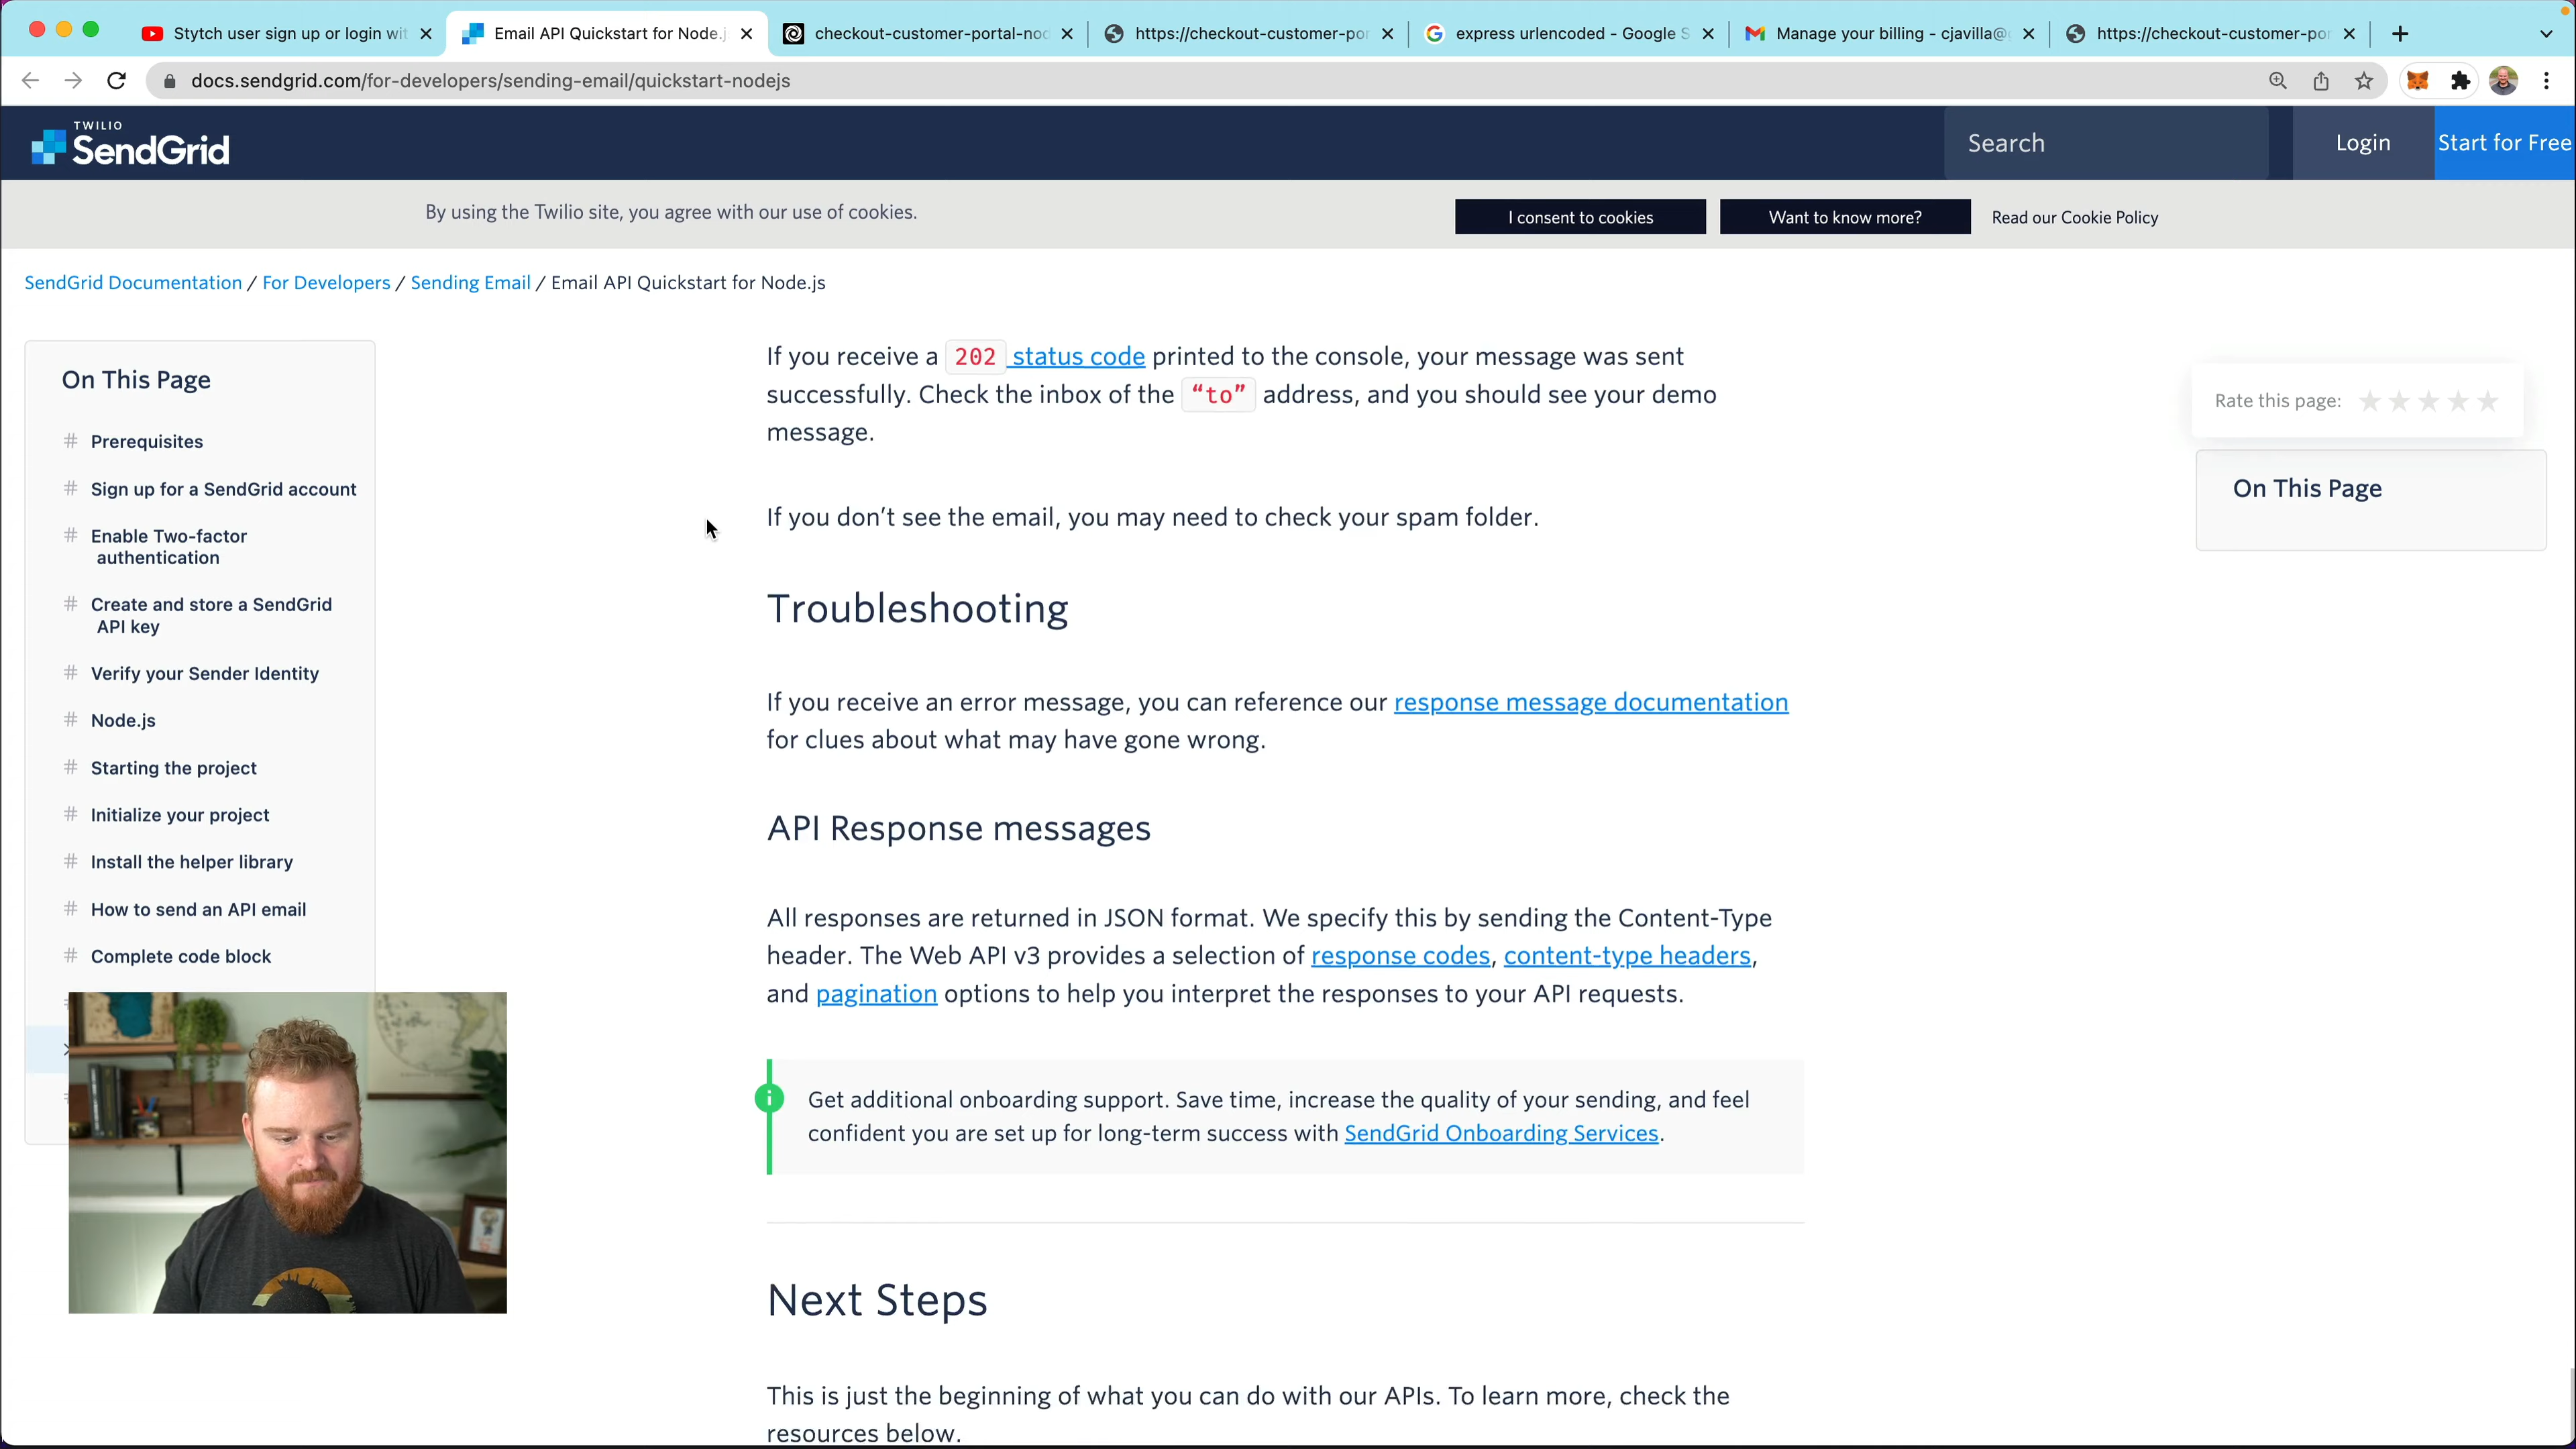 Stytch user sign up or login wit
Email API Quickstart for Node.j
checkout-customer-portal-noc
https://checkout-customer-por
express urlencoded - Google S
Manage your billing - cjavilla@g
https://checkout-customer-por
docs.sendgrid.com/for-developers/sending-email/quickstart-nodejs
TWILIO
SendGrid
Search
Login
Start for Free
By using the Twilio site, you agree with our use of cookies.
I consent to cookies
Want to know more?
Read our Cookie Policy
SendGrid Documentation / For Developers / Sending Email / Email API Quickstart for Node.js
On This Page
# Prerequisites
# Sign up for a SendGrid account
# Enable Two-factor
authentication
# Create and store a SendGrid
API key
# Verify your Sender Identity
# Node.js
# Starting the project
# Initialize your project
# Install the helper library
# How to send an API email
# Complete code block
If you receive a 202 status code printed to the console, your message was sent
successfully. Check the inbox of the “to” address, and you should see your demo
message.
If you don’t see the email, you may need to check your spam folder.
Troubleshooting
If you receive an error message, you can reference our response message documentation
for clues about what may have gone wrong.
API Response messages
All responses are returned in JSON format. We specify this by sending the Content-Type
header. The Web API v3 provides a selection of response codes, content-type headers,
and pagination options to help you interpret the responses to your API requests.
Get additional onboarding support. Save time, increase the quality of your sending, and feel
confident you are set up for long-term success with SendGrid Onboarding Services.
Next Steps
This is just the beginning of what you can do with our APIs. To learn more, check the
resources below.
Rate this page:
On This Page